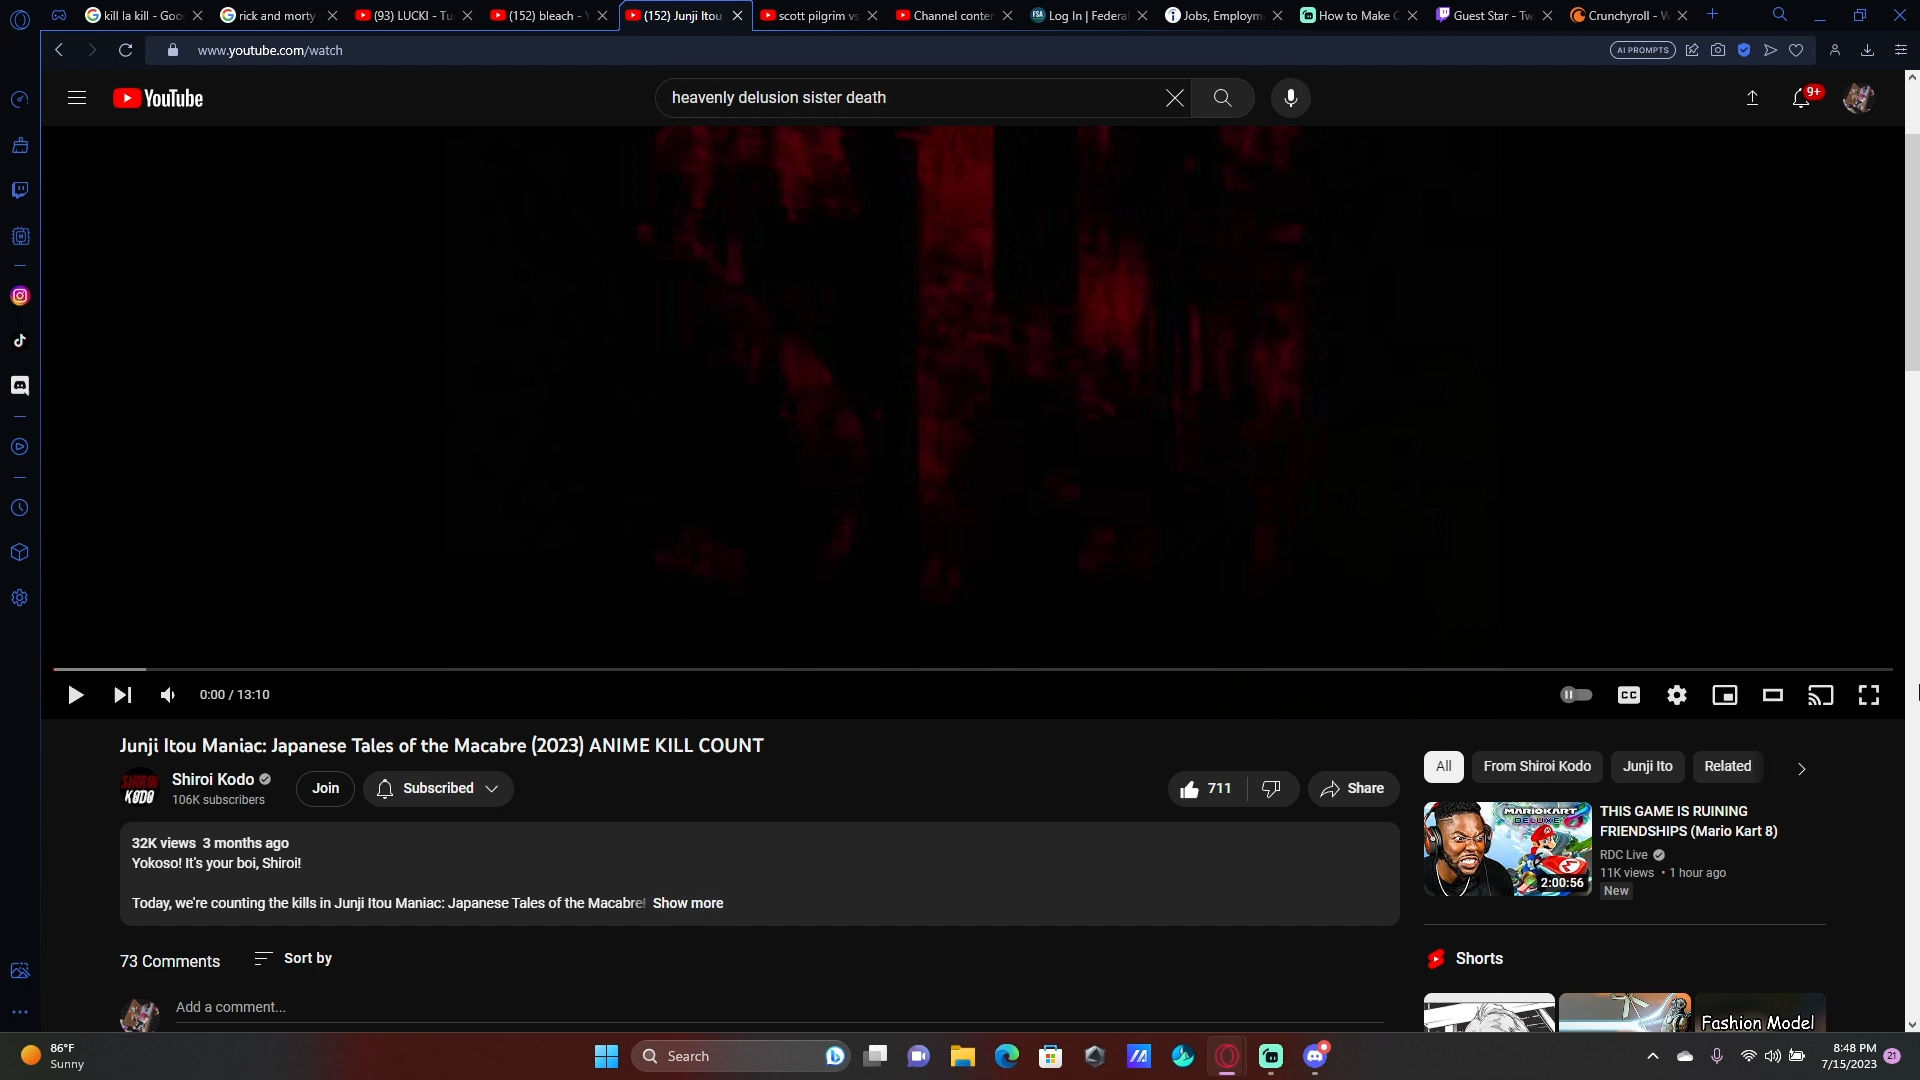 kill la kill - Goo
rick and morty
(93) LUCKI - Tu
(152) bleach - Y
(152) Junji Itou
scott pilgrim vs
Channel conten
FSA Log In | Federal
Jobs, Employm
How to Make C
Guest Star - Tw
Crunchyroll - W
www.youtube.com/watch
AI PROMPTS
YouTube
heavenly delusion sister death
9+
0:00 / 13:10
CC
Junji Itou Maniac: Japanese Tales of the Macabre (2023) ANIME KILL COUNT
SHIROI
KODO
Shiroi Kodo
106K subscribers
Join
Subscribed
711
Share
32K views 3 months ago
Yokoso! It's your boi, Shiroi!
Today, we're counting the kills in Junji Itou Maniac: Japanese Tales of the Macabre! Show more
73 Comments
Sort by
Add a comment...
All
From Shiroi Kodo
Junji Ito
Related
MARIOKART
DELUXE
2:00:56
THIS GAME IS RUINING
FRIENDSHIPS (Mario Kart 8)
RDC Live
11K views • 1 hour ago
New
Shorts
Fashion Model
86°F
Sunny
Search
8:48 PM
7/15/2023
21